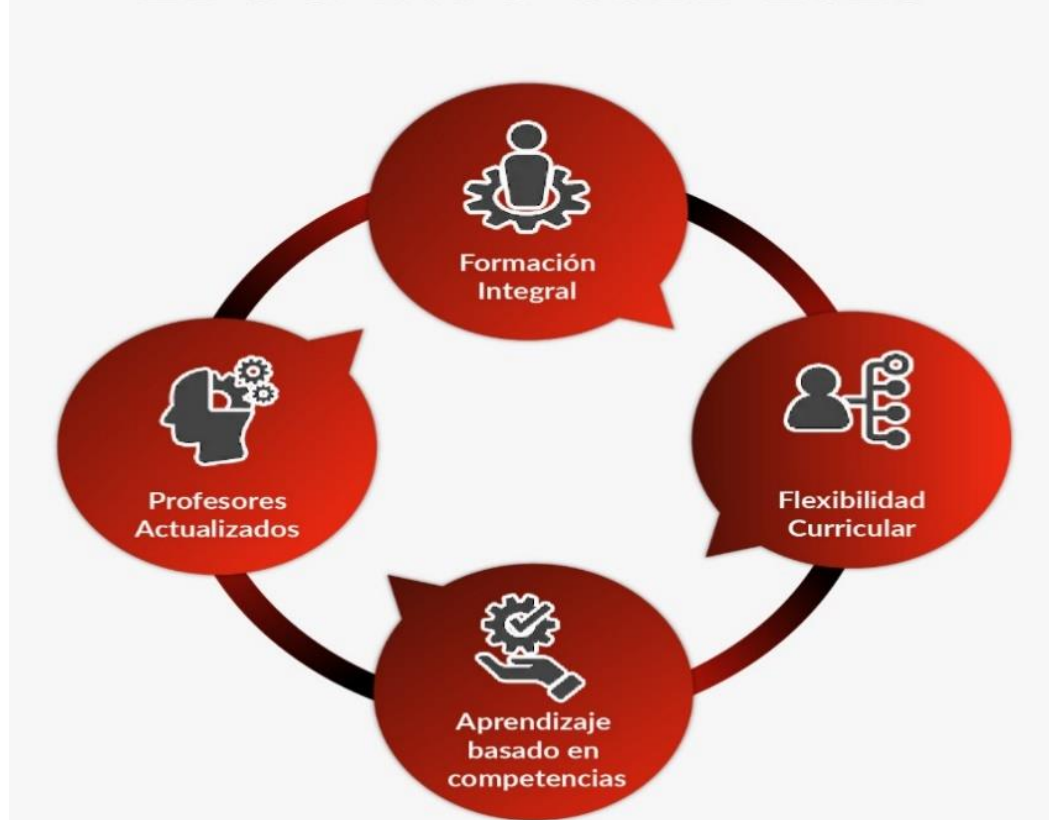 Formación
Integral
Flexibilidad
Curricular
Profesores
Actualizados
Aprendizaje
basado en
competencias